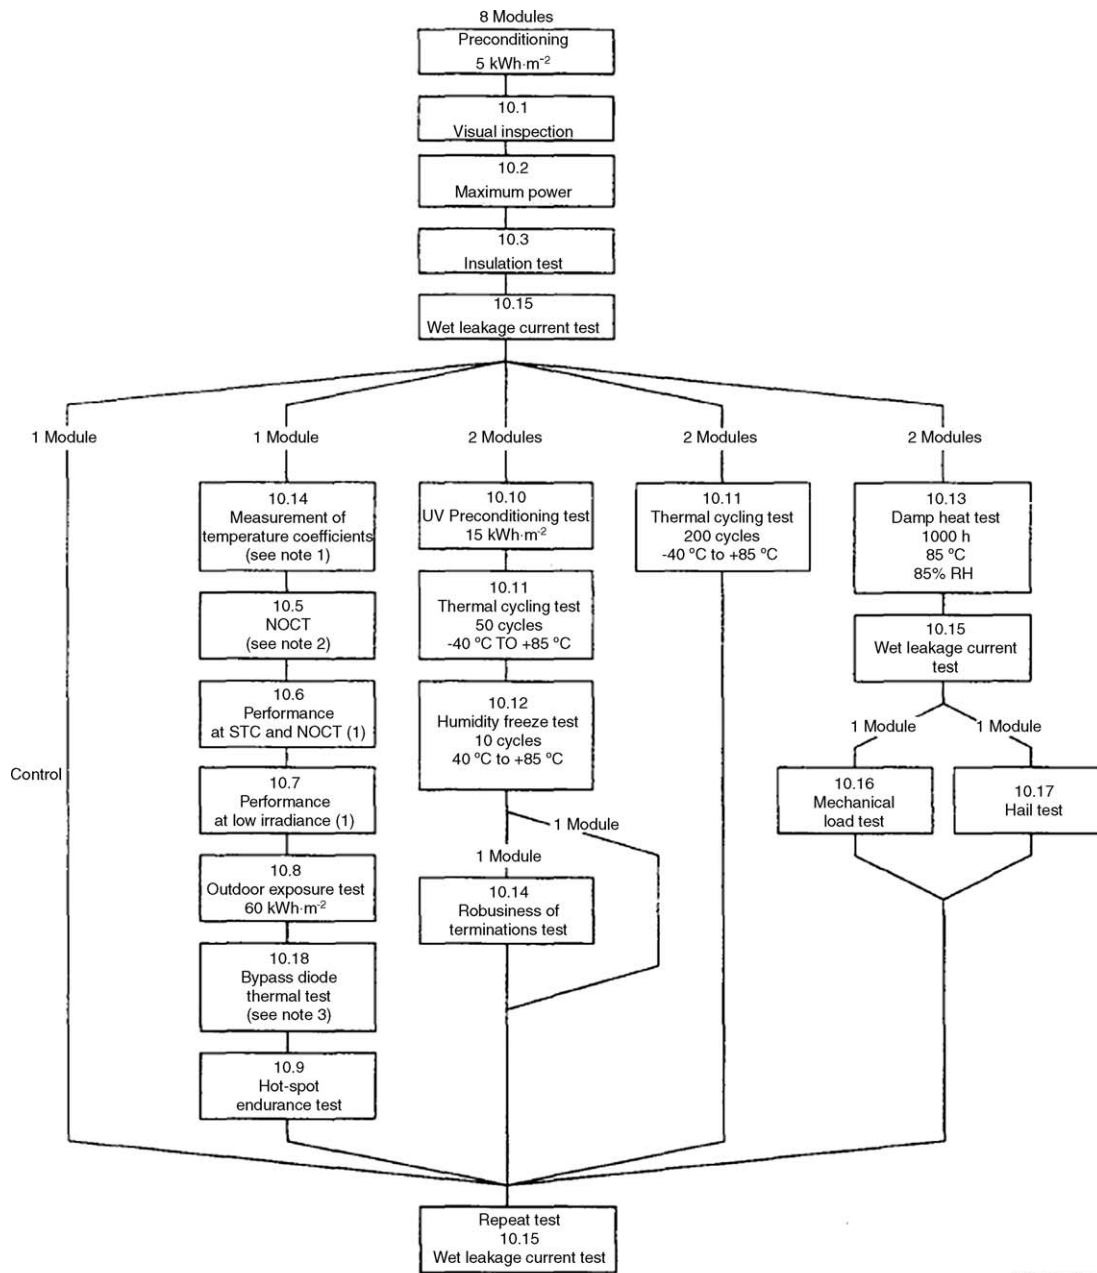 8 Modules
Preconditioning
5 kWh·m⁻²
10.1
Visual inspection
10.2
Maximum power
10.3
Insulation test
10.15
Wet leakage current test
1 Module
Control
1 Module
10.14
Measurement of
temperature coefficients
(see note 1)
10.5
NOCT
(see note 2)
10.6
Performance
at STC and NOCT (1)
10.7
Performance
at low irradiance (1)
10.8
Outdoor exposure test
60 kWh·m⁻²
10.18
Bypass diode
thermal test
(see note 3)
10.9
Hot-spot
endurance test
2 Modules
10.10
UV Preconditioning test
15 kWh·m⁻²
10.11
Thermal cycling test
50 cycles
-40 ºC TO +85 ºC
10.12
Humidity freeze test
10 cycles
40 ºC to +85 ºC
1 Module
1 Module
10.14
Robusiness of
terminations test
2 Modules
10.11
Thermal cycling test
200 cycles
-40 ºC to +85 ºC
2 Modules
10.13
Damp heat test
1000 h
85 ºC
85% RH
10.15
Wet leakage current
test
1 Module
1 Module
10.16
Mechanical
load test
10.17
Hail test
Repeat test
10.15
Wet leakage current test